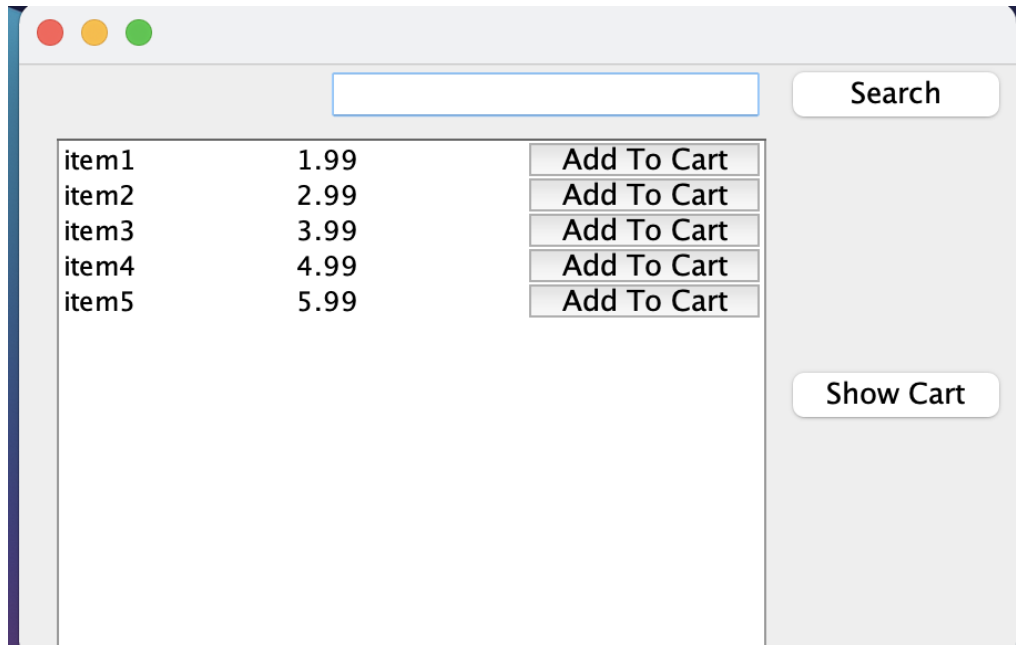 Search
item1 1.99 Add To Cart
item2 2.99 Add To Cart
item3 3.99 Add To Cart
item4 4.99 Add To Cart
item5 5.99 Add To Cart
Show Cart